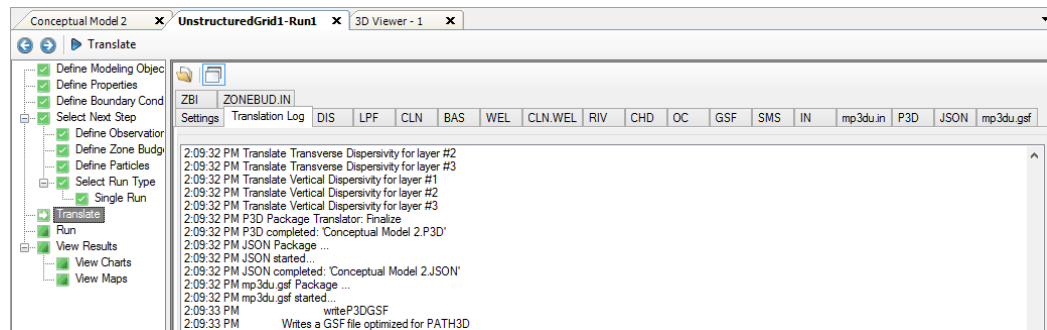 Conceptual Model 2 X UnstructuredGrid1-Run1 X 3D Viewer - 1 X
Translate
Define Modeling Objec
Define Properties
Define Boundary Cond
Select Next Step
Define Observation
Define Zone Budg
Define Particles
Select Run Type
Single Run
Translate
Run
View Results
View Charts
View Maps
ZBI ZONEBUD.IN
Settings Translation Log DIS LPF CLN BAS WEL CLN.WEL RIV CHD OC GSF SMS IN mp3du.in P3D JSON mp3du.gsf
2:09:32 PM Translate Transverse Dispersivity for layer #2
2:09:32 PM Translate Transverse Dispersivity for layer #3
2:09:32 PM Translate Vertical Dispersivity for layer #1
2:09:32 PM Translate Vertical Dispersivity for layer #2
2:09:32 PM Translate Vertical Dispersivity for layer #3
2:09:32 PM P3D Package Translator: Finalize
2:09:32 PM P3D completed: 'Conceptual Model 2.P3D'
2:09:32 PM JSON Package ...
2:09:32 PM JSON started...
2:09:32 PM JSON completed: 'Conceptual Model 2.JSON'
2:09:32 PM mp3du.gsf Package ...
2:09:32 PM mp3du.gsf started...
2:09:33 PM writeP3DGSF
2:09:33 PM Writes a GSF file optimized for PATH3D